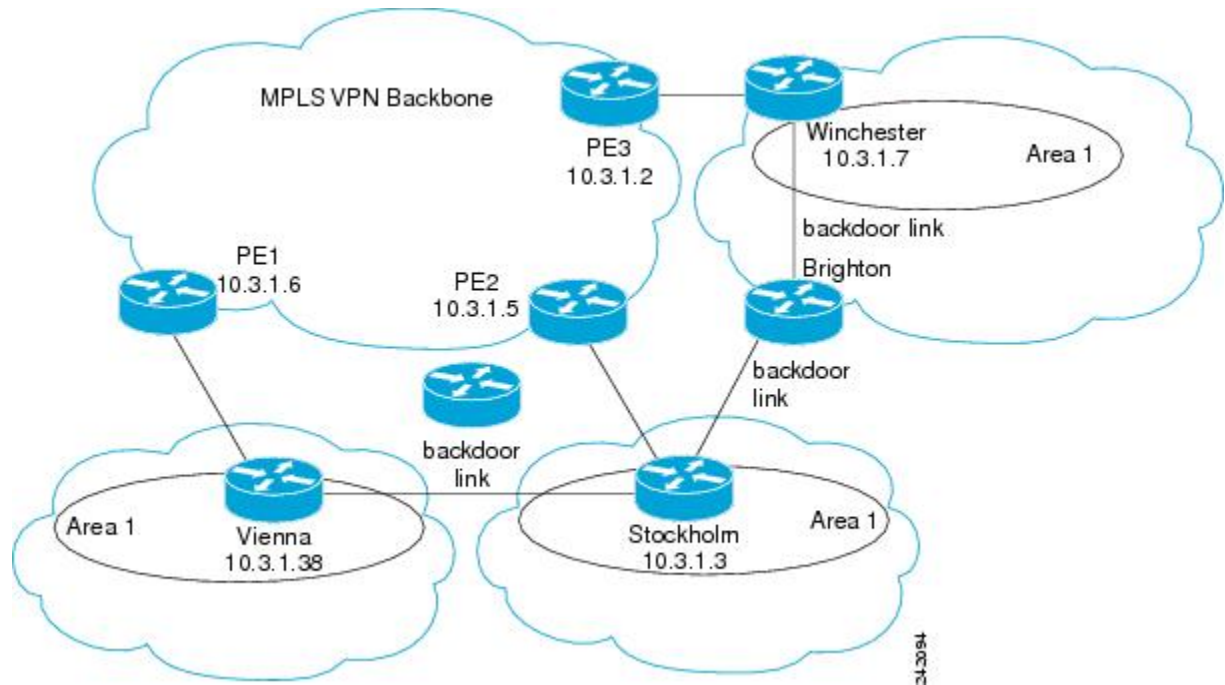 MPLS VPN Backbone
PE3
10.3.1.2
Winchester
10.3.1.7
Area 1
backdoor link
Brighton
PE1
10.3.1.6
PE2
10.3.1.5
backdoor
link
backdoor
link
Area 1
Vienna
10.3.1.38
Stockholm
10.3.1.3
Area 1